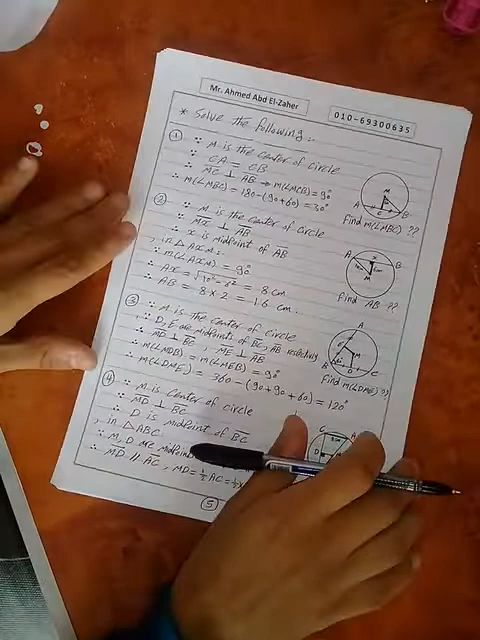 Mr. Ahmed Abd El-Zaher
010-69300635
* Solve the following:-
① ∵ M is the center of circle
∵ CA = CB
∴ MC ⊥ AB ⇒ m(∠MCB) = 90°
∴ m(∠MBC) = 180-(90+60) = 30°
Find m(∠MBC) ??
② ∵ M is the center of circle
∵ MX ⊥ AB
∴ X is midpoint of AB
, in △AXM:
∵ m(∠AXM) = 90°
∴ AX = √10²-6² = 8 cm
∴ AB = 8 × 2 = 16 cm.
Find AB ??
③ ∵ M is the center of circle
, ∵ D, E are midpoints of BC, AB respectively
∴ MD ⊥ BC , ME ⊥ AB
∴ m(∠MDB) = m(∠MEB) = 90°
∴ m(∠DME) = 360-(90+90+60) = 120°
Find m(∠DME) ??
④ ∵ M is Center of circle
∵ MD ⊥ BC
∴ D is midpoint of BC
, in △ABC
∵ M, D are midpoints
∴ MD // AC , MD = ½ AC = ½ ×
⑤